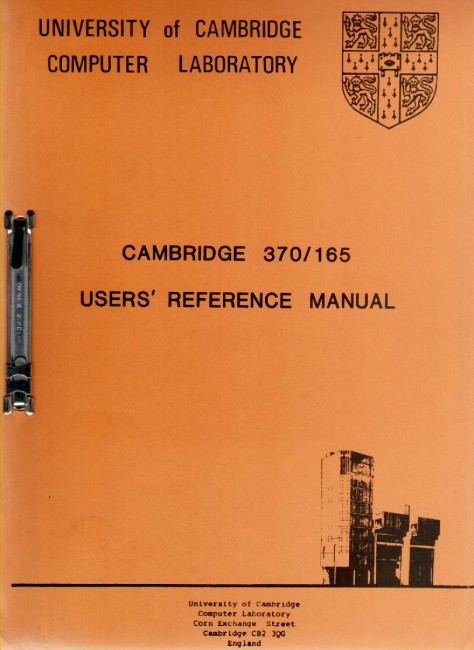 UNIVERSITY of CAMBRIDGE
COMPUTER LABORATORY
CAMBRIDGE 370/165
USERS' REFERENCE MANUAL
University of Cambridge
Computer Laboratory
Corn Exchange Street
Cambridge CB2 3QG
England